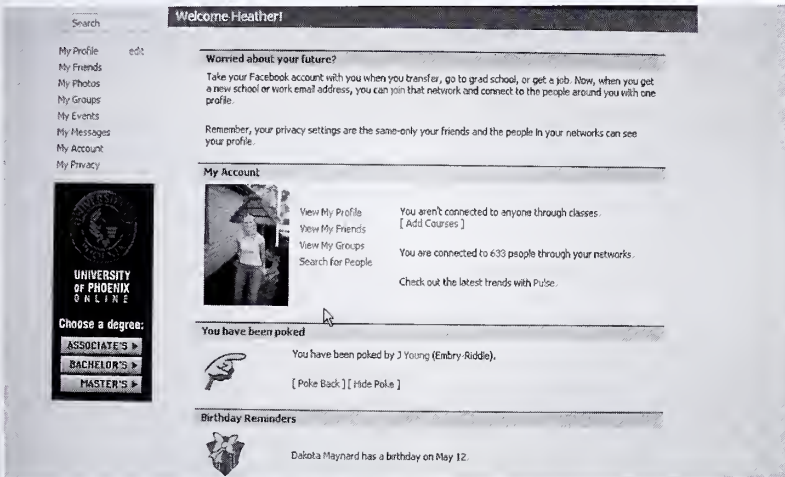 Search
Welcome Heather!
My Profile edit
My Friends
My Photos
My Groups
My Events
My Messages
My Account
My Privacy
UNIVERSITY
OF PHOENIX
ONLINE
Choose a degree:
ASSOCIATE'S
BACHELOR'S
MASTER'S
Worried about your future?
Take your Facebook account with you when you transfer, go to grad school, or get a job. Now, when you get
a new school or work email address, you can join that network and connect to the people around you with one
profile.
Remember, your privacy settings are the same-only your friends and the people in your networks can see
your profile.
My Account
View My Profile
View My Friends
View My Groups
Search for People
You aren't connected to anyone through classes.
[ Add Courses ]
You are connected to 633 people through your networks.
Check out the latest trends with Pulse.
You have been poked
You have been poked by J Young (Embry-Riddle).
[ Poke Back ] [ Hide Poke ]
Birthday Reminders
Dakota Maynard has a birthday on May 12.